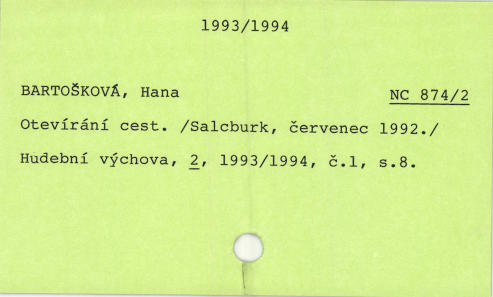 1993/1994
BARTOŠKOVÁ, Hana NC 874/2
Otevírání cest. /Salcburk, červenec 1992./
Hudební výchova, 2, 1993/1994, č.1, s.8.